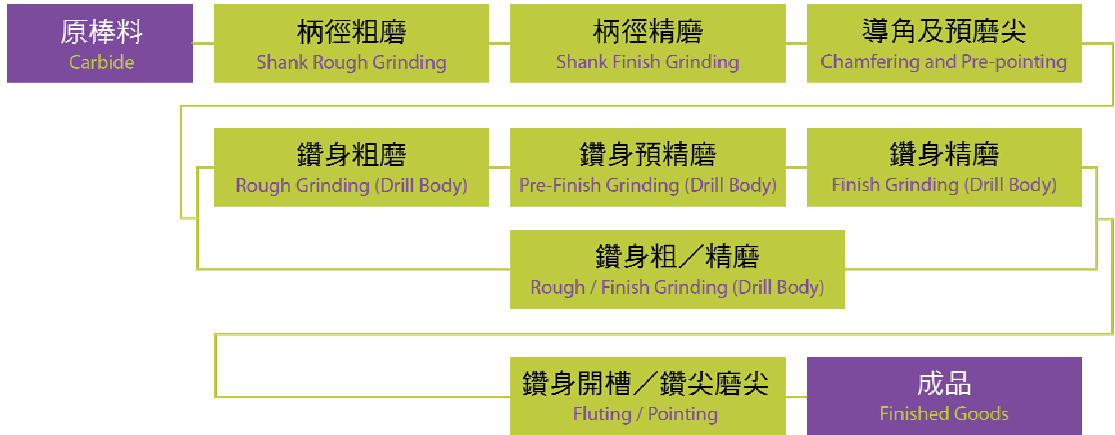 原棒料
Carbide
柄徑粗磨
Shank Rough Grinding
柄徑精磨
Shank Finish Grinding
導角及預磨尖
Chamfering and Pre-pointing
鑽身粗磨
Rough Grinding (Drill Body)
鑽身預精磨
Pre-Finish Grinding (Drill Body)
鑽身精磨
Finish Grinding (Drill Body)
鑽身粗／精磨
Rough / Finish Grinding (Drill Body)
鑽身開槽／鑽尖磨尖
Fluting / Pointing
成品
Finished Goods